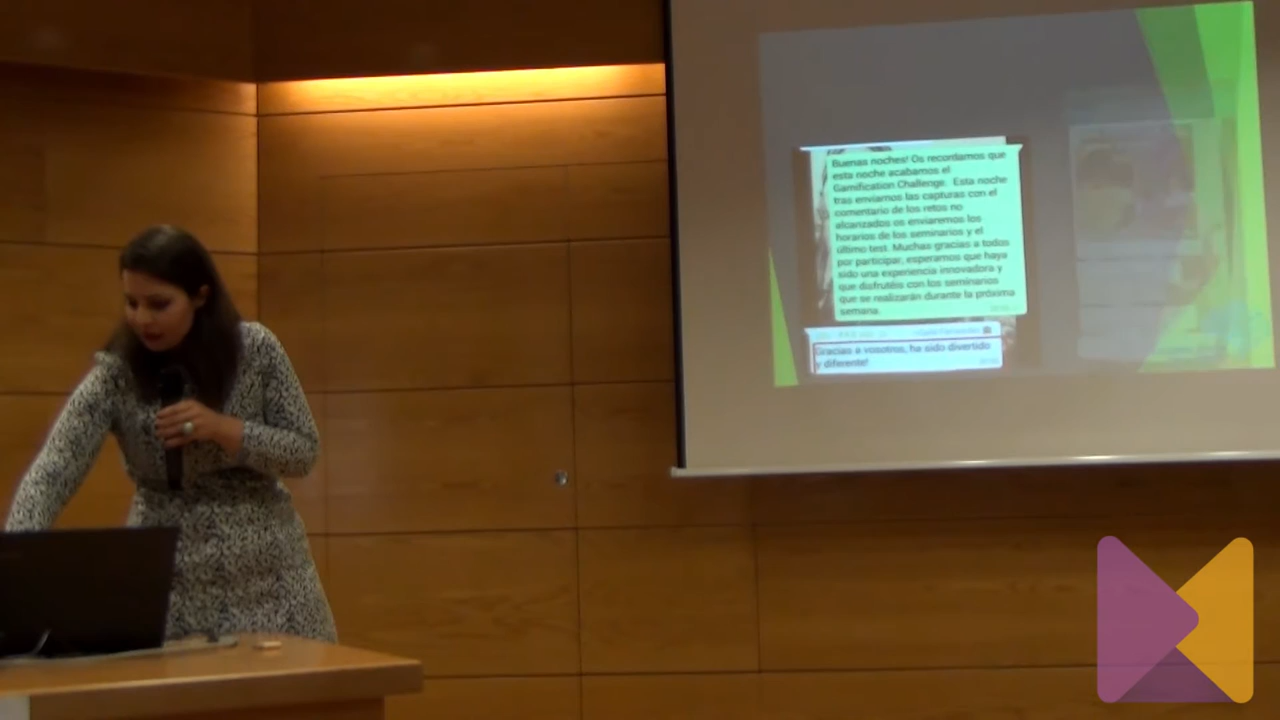 Buenas noches! Os recordamos que
esta noche acabamos el
Gamification Challenge. Esta noche
tras enviarnos las capturas con el
comentario de los retos no
alcanzados os enviaremos los
horarios de los seminarios y el
último test. Muchas gracias a todos
por participar, esperamos que haya
sido una experiencia innovadora y
que disfrutéis con los seminarios
que se realizarán durante la próxima
semana.
Gracias a vosotros, ha sido divertido
y diferente!